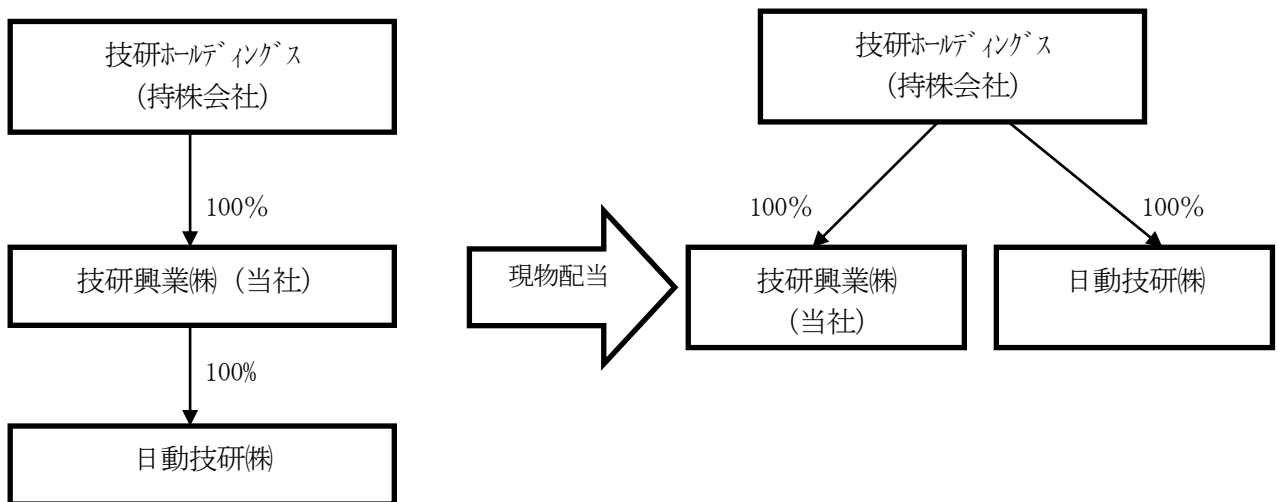 技研ﾎｰﾙﾃﾞｨﾝｸﾞｽ
（持株会社）
100%
技研興業㈱（当社）
100%
日動技研㈱
現物配当
技研ﾎｰﾙﾃﾞｨﾝｸﾞｽ
（持株会社）
100%
100%
技研興業㈱
（当社）
日動技研㈱